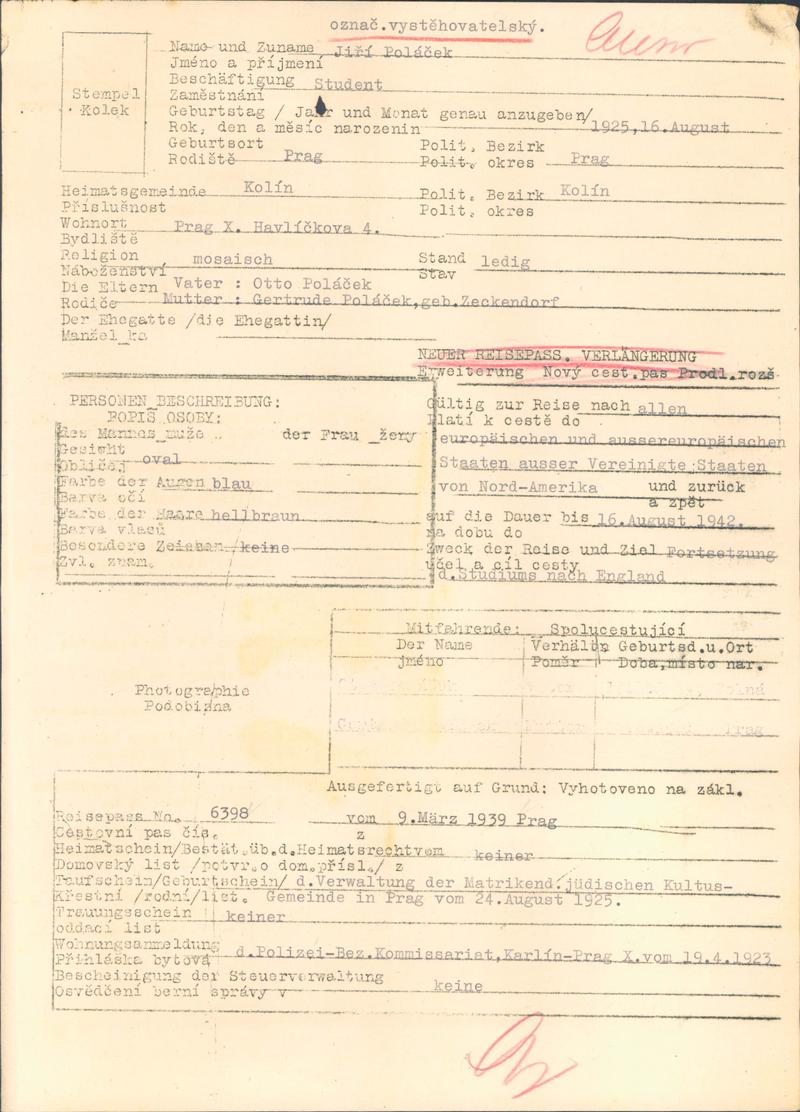 označ.vystěhovatelský.
Stempel
Kolek
Name und Zuname Jiří Poláček
Jméno a příjmení
Beschäftigung Student
Zaměstnání
Geburtstag / Jahr und Monat genau anzugeben/
Rok, den a měsíc narozenin 1925,16.August
Geburtsort Polit. Bezirk
Rodiště Prag Polit. okres Prag
Heimatsgemeinde Kolín Polit. Bezirk Kolín
Příslušnost Polit. okres
Wohnort Prag X. Havlíčkova 4.
Bydliště
Religion mosaisch Stand ledig
Náboženství Stav
Die Eltern Vater : Otto Poláček
Rodiče Mutter : Gertrude Poláček,geb.Zeckendorf
Der Ehegatte /die Ehegattin/
Manžel_ka
NEUER REISEPASS. VERLÄNGERUNG
Erweiterung Nový cest.pas Prodl.rozš
PERSONEN_BESCHREIBUNG:
POPIS OSOBY:
des Mannes_muže .. der Frau _ženy
Gesicht
Obličej oval
Farbe der Augen blau
Barva očí
Farbe der Haare hellbraun
Barva vlasů
Besondere Zeichen /keine
Zvl. znam.
Gültig zur Reise nach allen
Platí k cestě do
europäischen und aussereuropäischen
Staaten ausser Vereinigte Staaten
von Nord-Amerika und zurück
a zpět
auf die Dauer bis 16.August 1942.
na dobu do
Zweck der Reise und Ziel Fortsetzung
účel a cíl cesty
d.Studiums nach England
Mitfahrende: Spolucestující
Der Name Verhältn Geburtsd.u.Ort
jméno Poměr Doba,místo nar.
Prag
Photographie
Podobizna
Ausgefertigt auf Grund: Vyhotoveno na zákl.
Reisepass No. 6398 vom 9.März 1939 Prag
Cestovní pas čís. z
Heimatschein/Bestät.üb.d.Heimatsrechtvom keiner
Domovský list /potvr.o dom.přísl./ z
Taufschein/Geburtschein/ d.Verwaltung der Matrikend.jüdischen Kultus-
Křestní /rodní/list. Gemeinde in Prag vom 24.August 1925.
Trauungsschein keiner
oddací list
Wohnungsanmeldung
Přihláška bytová d.Polizei-Bez.Kommissariat,Karlín-Prag X.vom 19.4.1923
Bescheinigung der Steuerverwaltung
Osvědčení berní správy v keine